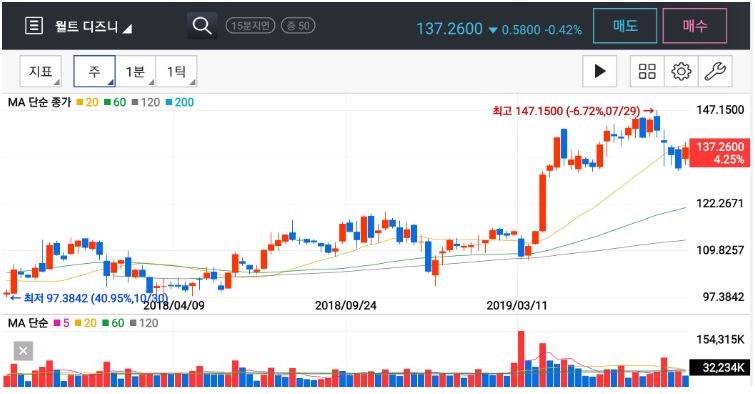 월트 디즈니 15분지연 증 50 137.2600 ▼ 0.5800 -0.42% 매도 매수
지표 주 1분 1틱
MA 단순 종가 20 60 120 200
최고 147.1500 (-6.72%,07/29) → 147.1500
137.2600
4.25%
122.2671
109.8257
← 최저 97.3842 (40.95%,10/30) 97.3842
2018/04/09 2018/09/24 2019/03/11
MA 단순 5 20 60 120
154,315K
32,234K